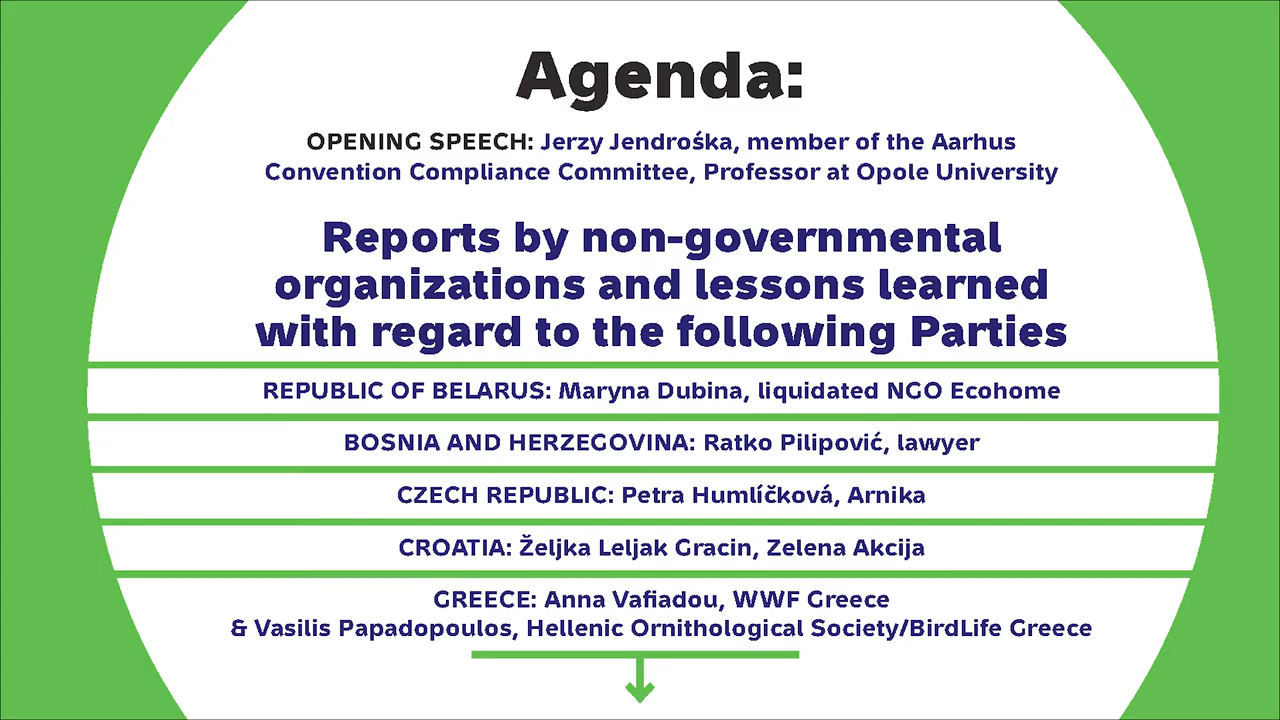 Agenda:
OPENING SPEECH: Jerzy Jendrośka, member of the Aarhus
Convention Compliance Committee, Professor at Opole University
Reports by non-governmental
organizations and lessons learned
with regard to the following Parties
REPUBLIC OF BELARUS: Maryna Dubina, liquidated NGO Ecohome
BOSNIA AND HERZEGOVINA: Ratko Pilipović, lawyer
CZECH REPUBLIC: Petra Humlíčková, Arnika
CROATIA: Željka Leljak Gracin, Zelena Akcija
GREECE: Anna Vafiadou, WWF Greece
& Vasilis Papadopoulos, Hellenic Ornithological Society/BirdLife Greece